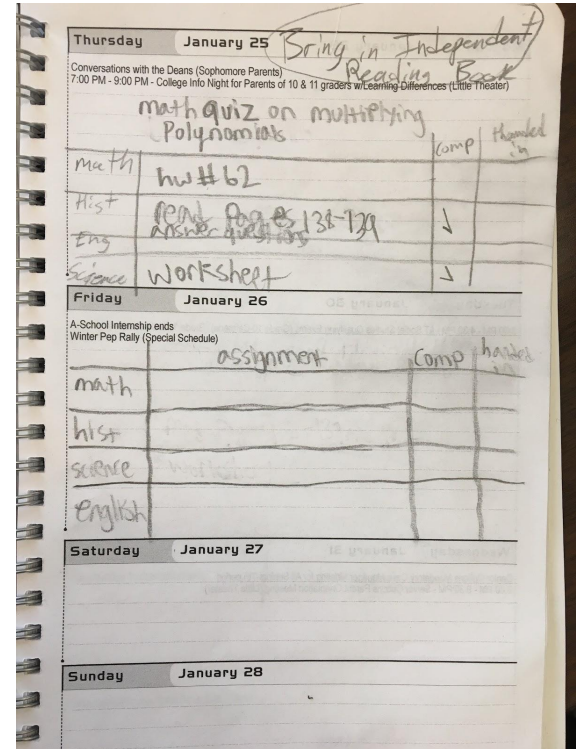 Thursday January 25 Bring in Independent
Reading Book
Conversations with the Deans (Sophomore Parents)
7:00 PM - 9:00 PM - College Info Night for Parents of 10 & 11 graders w/Learning Differences (Little Theater)
math quiz on multiplying
Polynomials
comp handed in
math hw#62
Hist read Pages 138-139
answer questions ✓
Eng
Science worksheet ✓
Friday January 26
A-School Internship ends
Winter Pep Rally (Special Schedule)
assignment comp handed in
math
hist
science
english
Saturday January 27
Sunday January 28